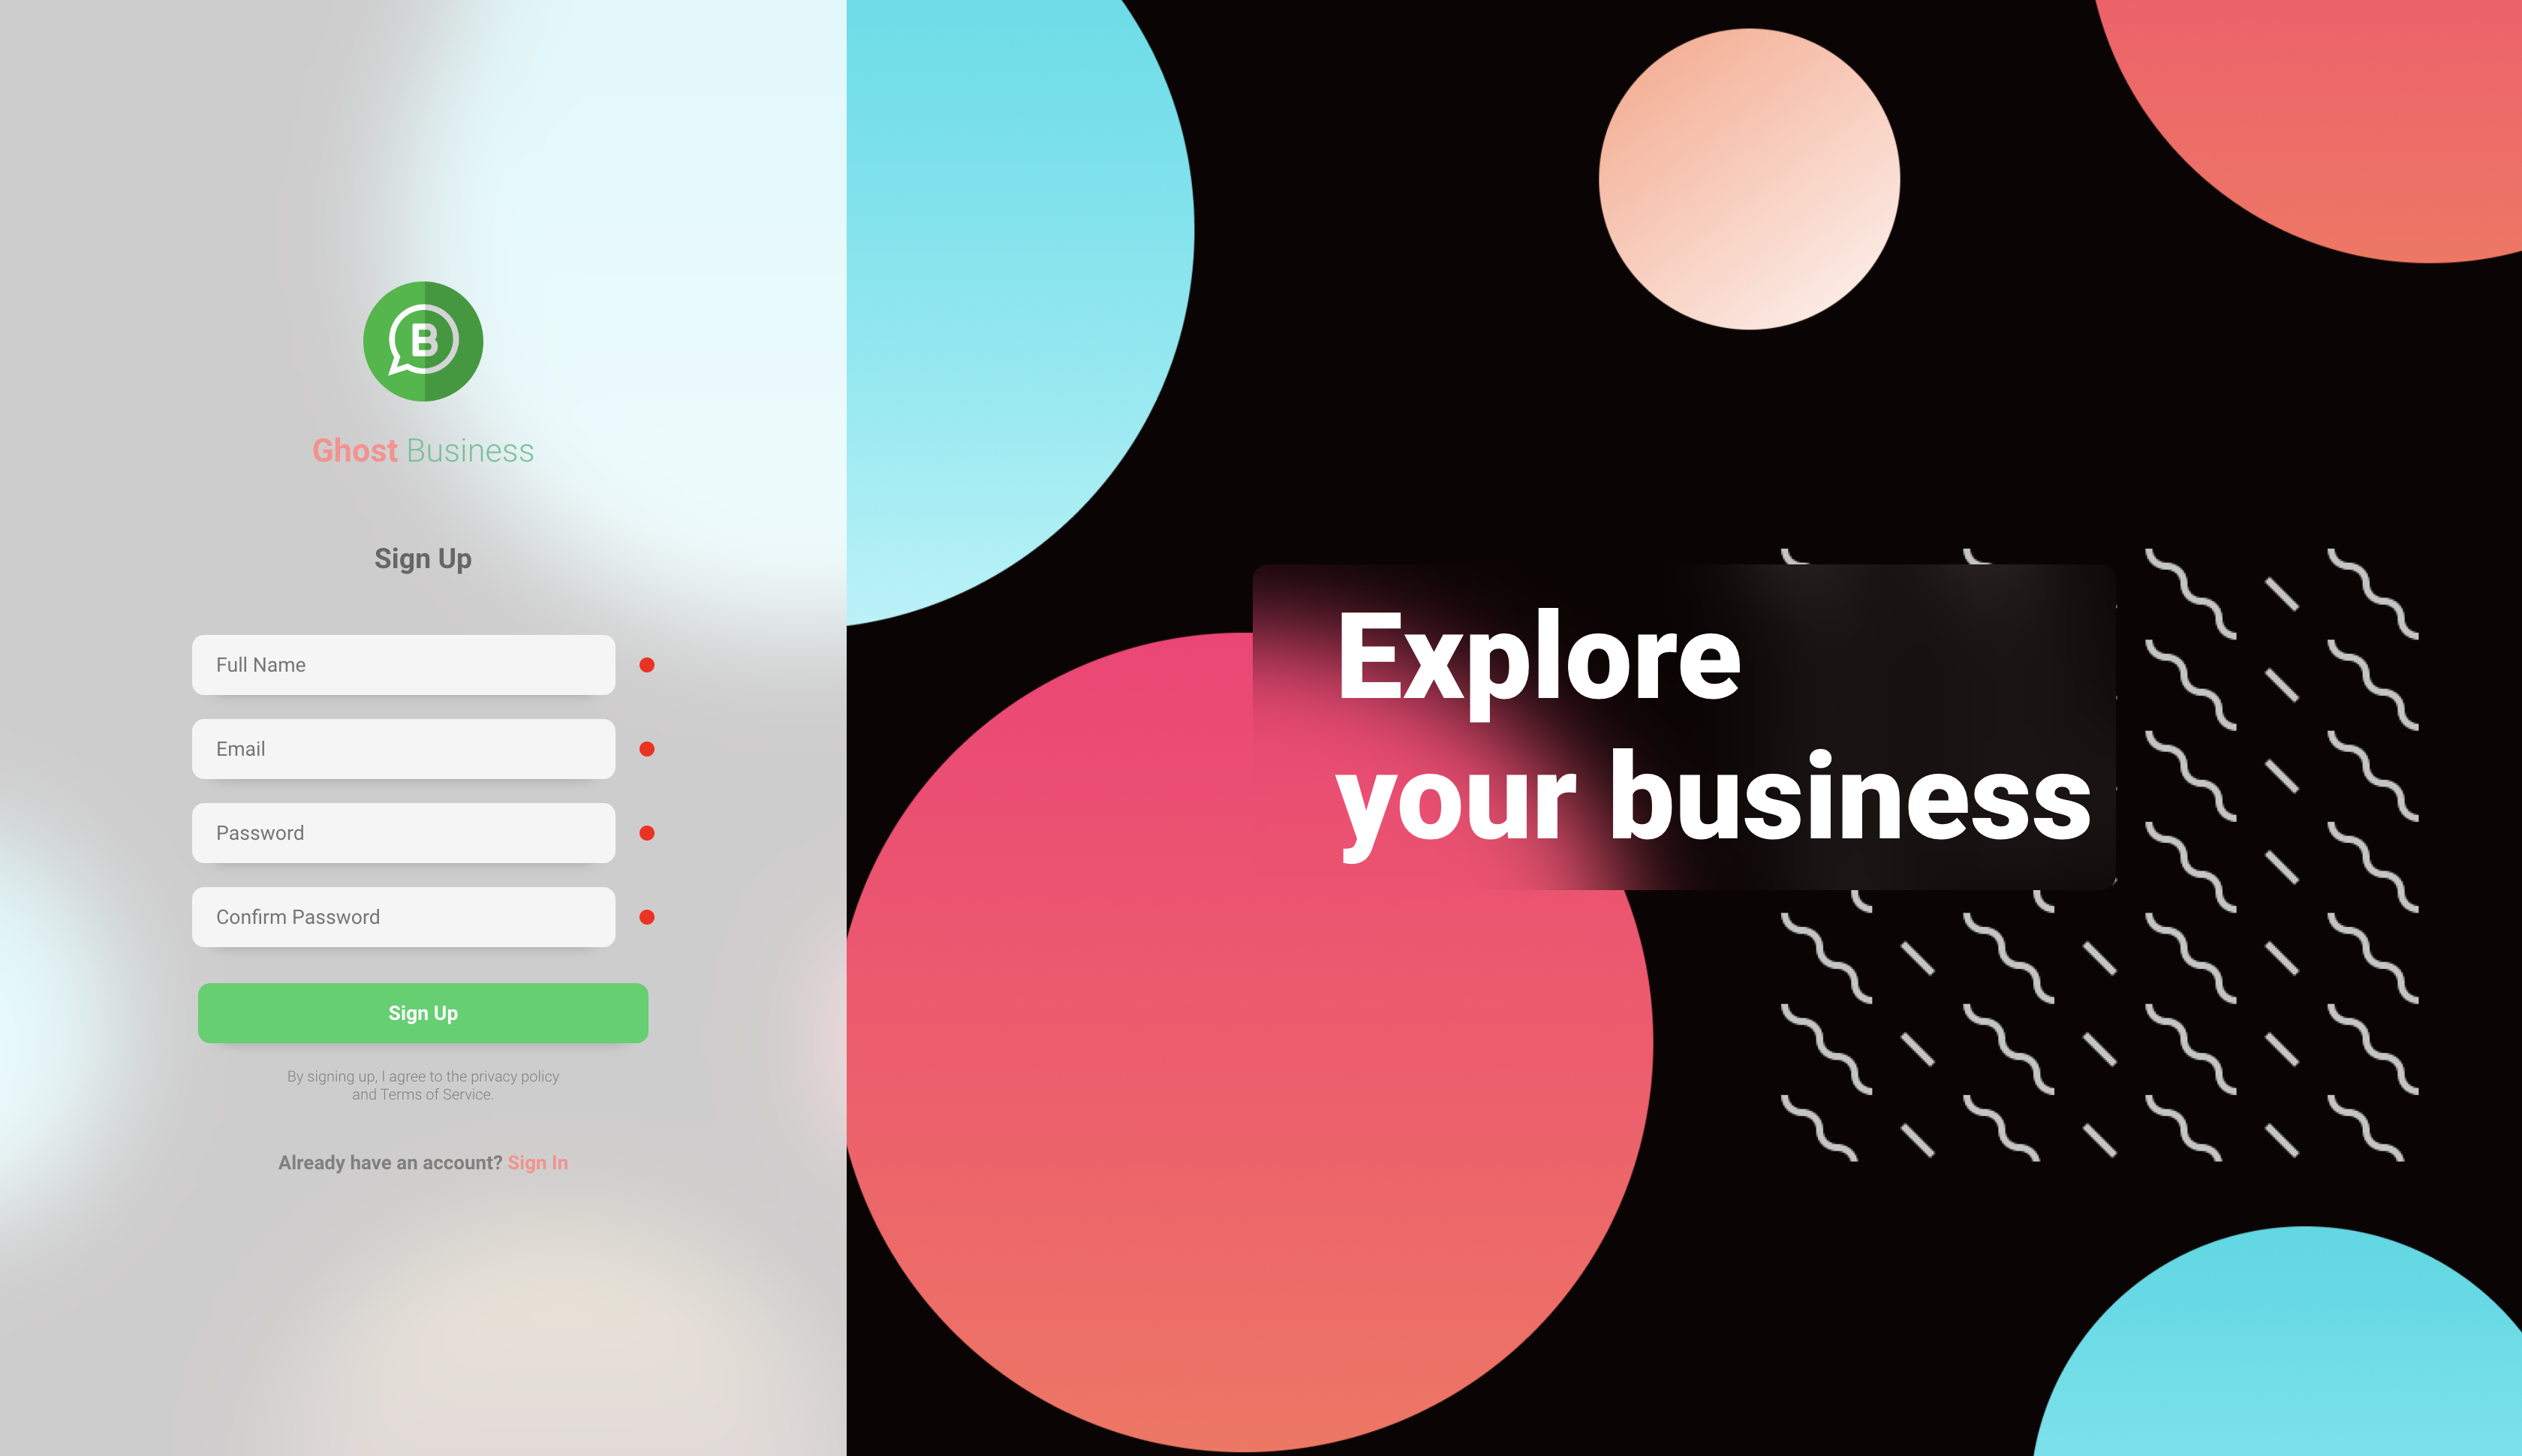 B
Ghost Business
Sign Up
Full Name
Email
Password
Confirm Password
Sign Up
By signing up, I agree to the privacy policy
and Terms of Service.
Already have an account? Sign In
Explore
your business